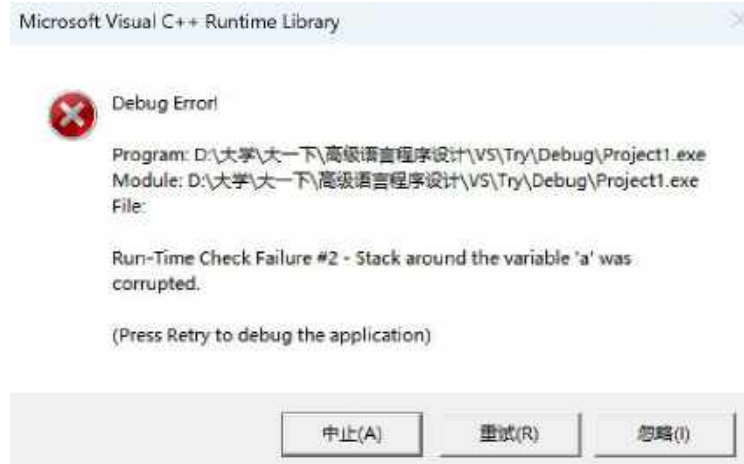 Microsoft Visual C++ Runtime Library
Debug Error!
Program: D:\大学\大一下\高级语言程序设计\VS\Try\Debug\Project1.exe
Module: D:\大学\大一下\高级语言程序设计\VS\Try\Debug\Project1.exe
File:
Run-Time Check Failure #2 - Stack around the variable 'a' was
corrupted.
(Press Retry to debug the application)
中止(A)
重试(R)
忽略(I)